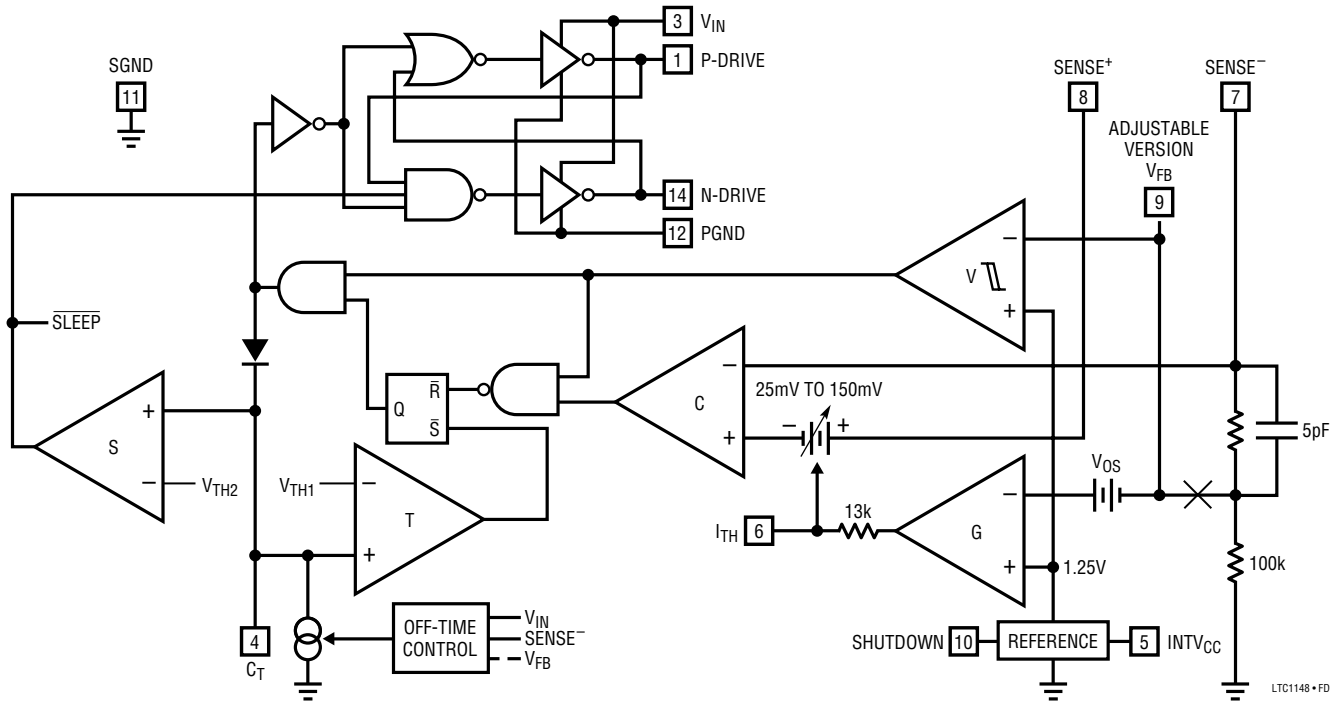 3 V_IN
1 P-DRIVE
SGND
11
SENSE+
8
SENSE−
7
ADJUSTABLE
VERSION
V_FB
9
14 N-DRIVE
12 PGND
− V
+
SLEEP
25mV TO 150mV
− +
C −
+
5pF
R
Q
S
S +
−
V_TH2
V_TH1
T −
+
V_OS
13k
I_TH 6
G −
+
1.25V
100k
4
C_T
OFF-TIME
CONTROL
V_IN
SENSE−
V_FB
SHUTDOWN 10 REFERENCE 5 INTV_CC
LTC1148 • FD